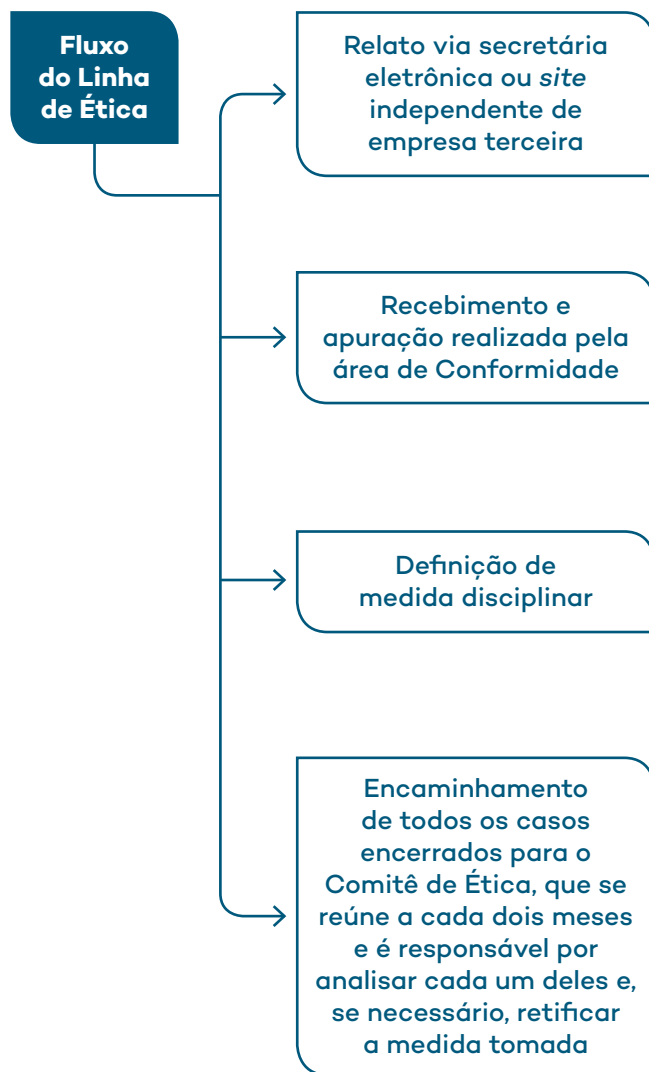 Fluxo
do Linha
de Ética
Relato via secretária
eletrônica ou site
independente de
empresa terceira
Recebimento e
apuração realizada pela
área de Conformidade
Definição de
medida disciplinar
Encaminhamento
de todos os casos
encerrados para o
Comitê de Ética, que se
reúne a cada dois meses
e é responsável por
analisar cada um deles e,
se necessário, retificar
a medida tomada